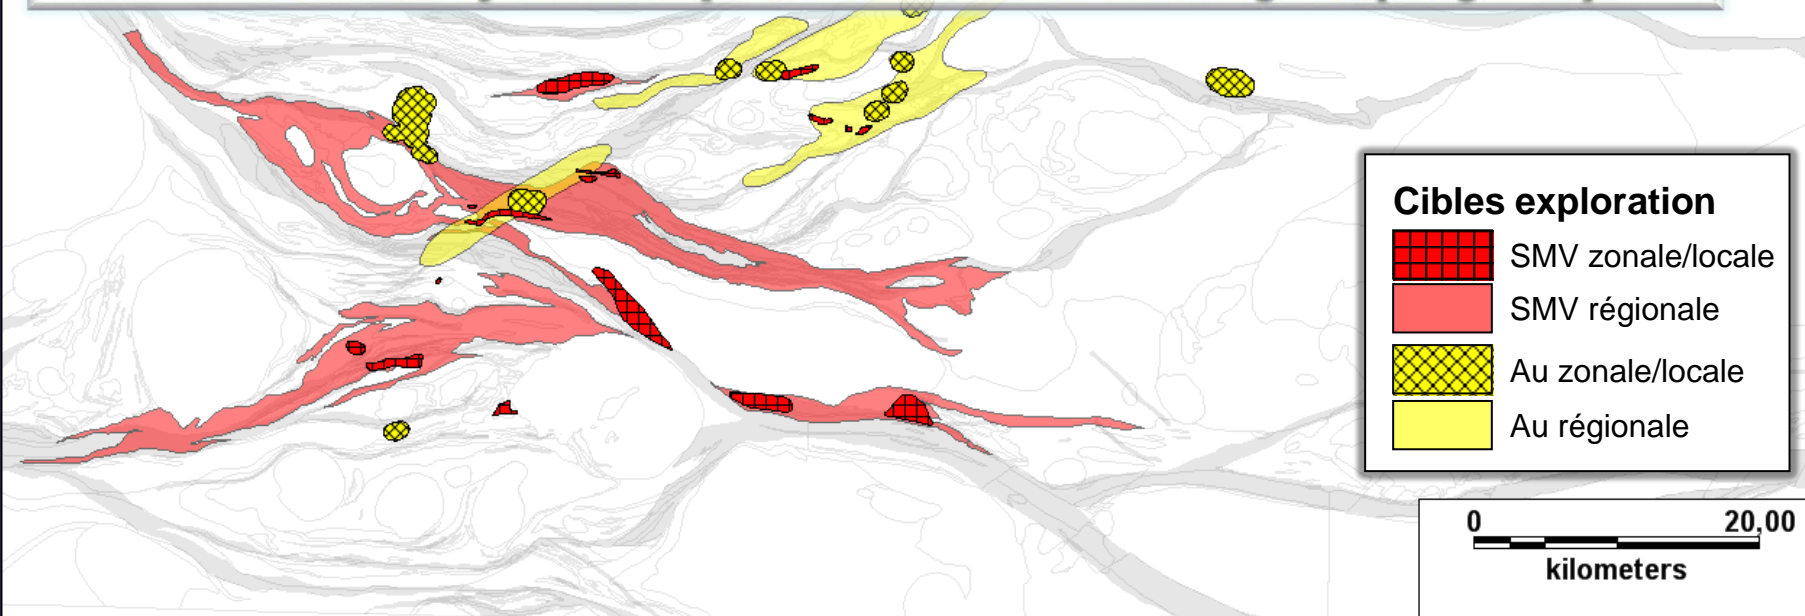 Cibles exploration
SMV zonale/locale
SMV régionale
Au zonale/locale
Au régionale
0 20,00
kilometers